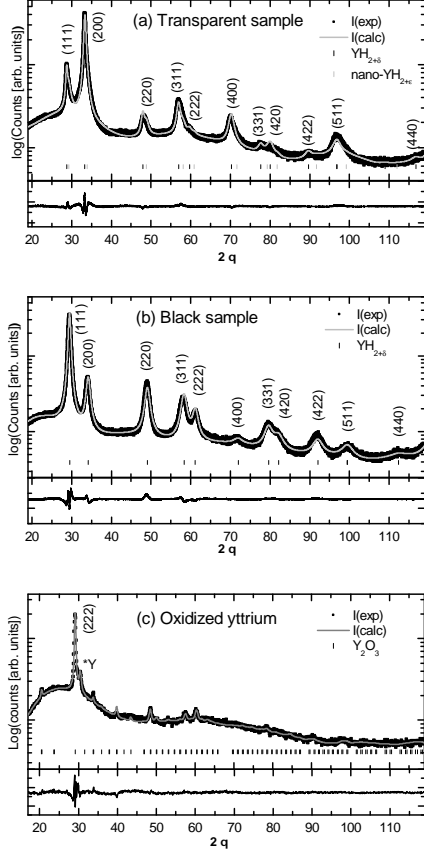 (a) Transparent sample
I(exp)
I(calc)
YH2+δ
nano-YH2+ε
(111)
(200)
(220)
(311)
(222)
(400)
(331)
(420)
(422)
(511)
(440)
log(Counts [arb. units])
20 30 40 50 60 70 80 90 100 110
2 q
(b) Black sample
I(exp)
I(calc)
YH2+δ
(111)
(200)
(220)
(311)
(222)
(400)
(331)
(420)
(422)
(511)
(440)
log(Counts [arb. units])
20 30 40 50 60 70 80 90 100 110
2 q
(c) Oxidized yttrium
I(exp)
I(calc)
Y2O3
(222)
*Y
Log(counts [arb. units])
20 30 40 50 60 70 80 90 100 110
2 q